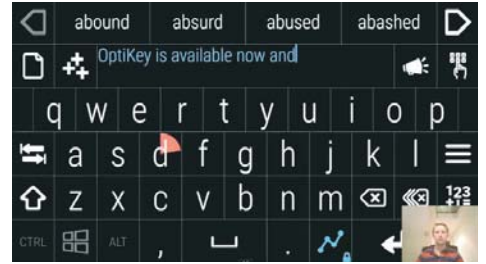 abound absurd abused abashed
OptiKey is available now and
q w e r t y u i o p
a s d f g h j k l
z x c v b n m 123
CTRL ALT , .